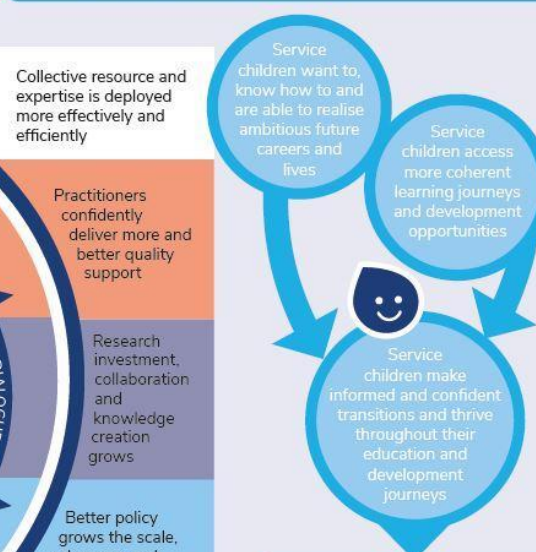 Collective resource and
expertise is deployed
more effectively and
efficiently
Practitioners
confidently
deliver more and
better quality
support
Research
investment,
collaboration
and
knowledge
creation
grows
Better policy
grows the scale,
Service
children want to,
know how to and
are able to realise
ambitious future
careers and
lives
Service
children access
more coherent
learning journeys
and development
opportunities
Service
children make
informed and confident
transitions and thrive
throughout their
education and
development
journeys